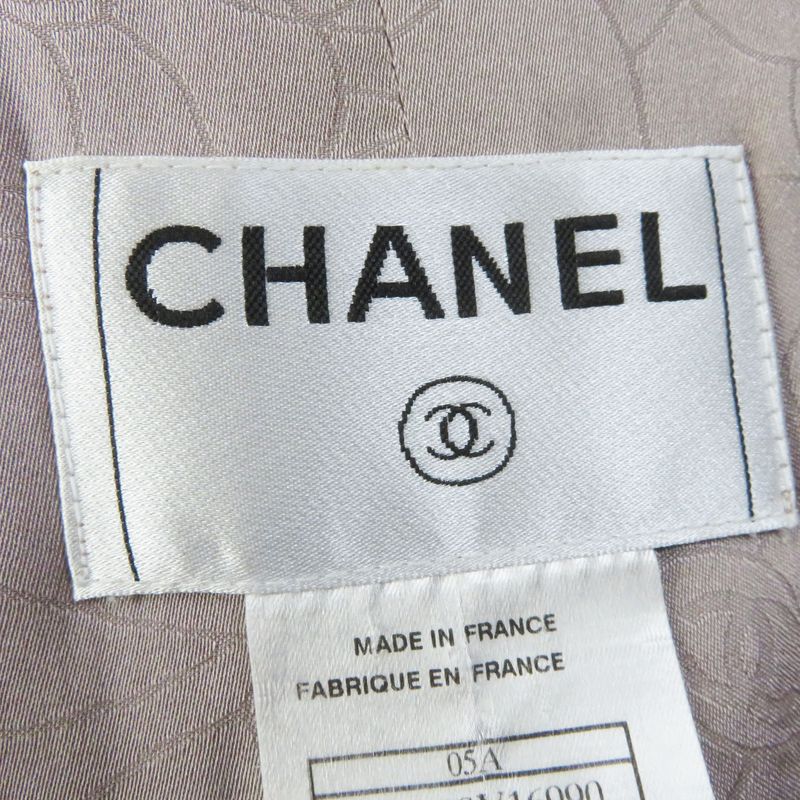 CHANEL
MADE IN FRANCE
FABRIQUE EN FRANCE
05A